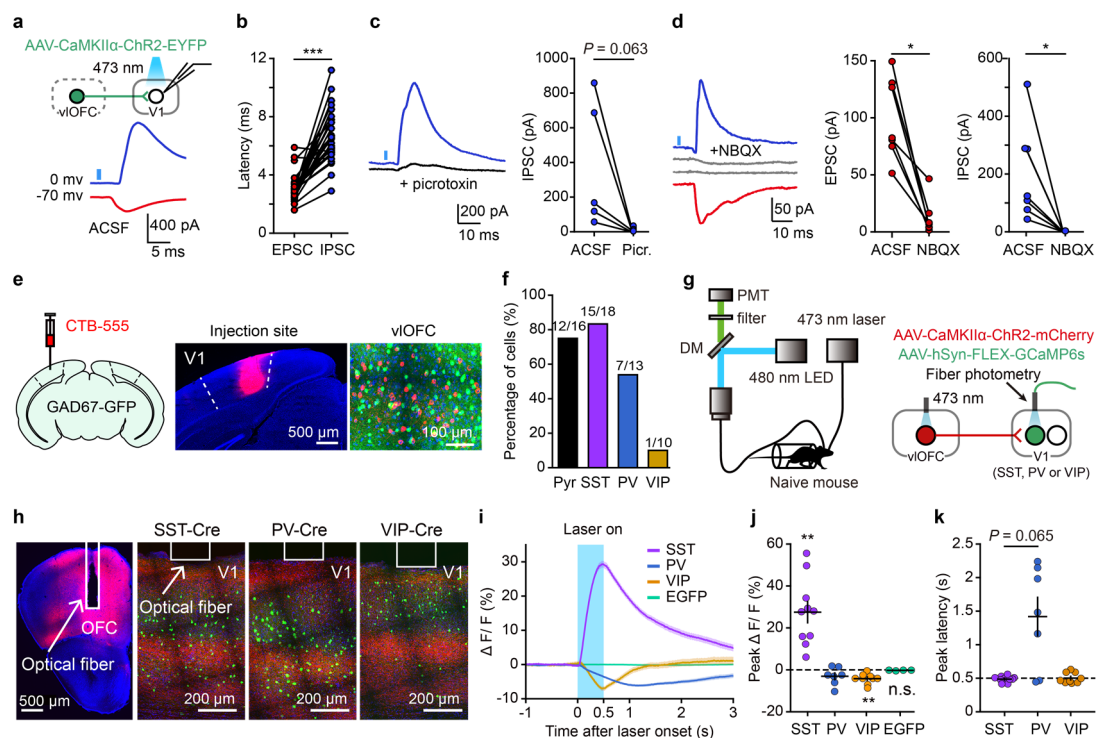 a
AAV-CaMKIIα-ChR2-EYFP
473 nm
vlOFC
V1
0 mv
-70 mv
ACSF
400 pA
5 ms
b
***
12
9
6
4
2
0
Latency (ms)
EPSC IPSC
c
+ picrotoxin
200 pA
10 ms
P = 0.063
1000
800
600
400
200
0
IPSC (pA)
ACSF Picr.
d
+NBQX
50 pA
10 ms
*
150
100
50
0
EPSC (pA)
ACSF NBQX
*
600
400
200
0
IPSC (pA)
ACSF NBQX
e
CTB-555
GAD67-GFP
Injection site
V1
500 µm
vlOFC
100 µm
f
Percentage of cells (%)
100
80
60
40
20
0
12/16
15/18
7/13
1/10
Pyr SST PV VIP
g
PMT
filter
DM
473 nm laser
480 nm LED
Naive mouse
AAV-CaMKIIα-ChR2-mCherry
AAV-hSyn-FLEX-GCaMP6s
Fiber photometry
473 nm
vlOFC
V1
(SST, PV or VIP)
h
OFC
Optical fiber
500 µm
SST-Cre
V1
Optical fiber
200 µm
PV-Cre
V1
200 µm
VIP-Cre
V1
200 µm
i
Laser on
SST
PV
VIP
EGFP
Δ F/ F (%)
40
30
20
10
0
-10
-1 0 0.5 1 2 3
Time after laser onset (s)
j
**
Peak Δ F/ F (%)
60
40
20
0
-20
**
n.s.
SST PV VIP EGFP
k
P = 0.065
Peak latency (s)
2.5
2.0
1.5
1.0
0.5
0
SST PV VIP